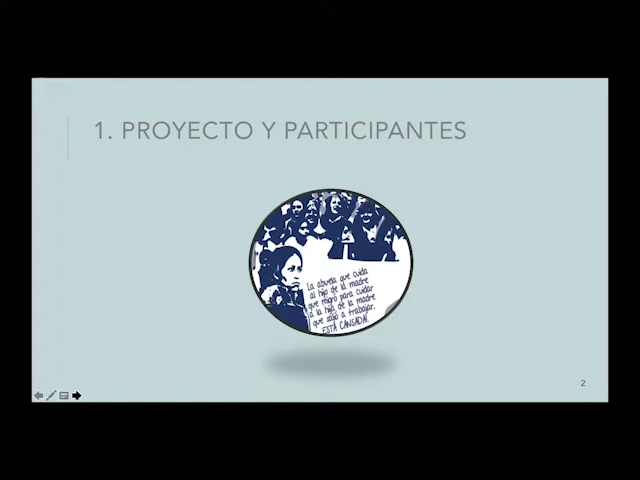 1. PROYECTO Y PARTICIPANTES
La abuela que cuida
al hijo de la madre
que migró para cuidar
a la hija de la madre
que salió a trabajar,
ESTÁ CANSADA!.
2